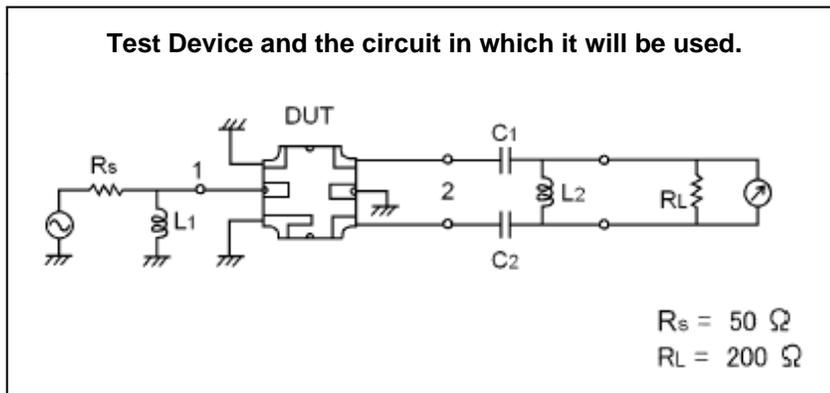 Test Device and the circuit in which it will be used.
DUT
C1
Rs
1
L1
2
L2
RL
C2
Rs = 50 Ω
RL = 200 Ω